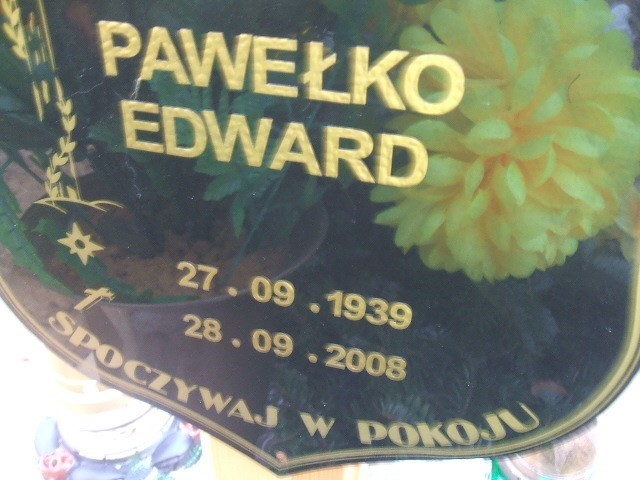 PAWEŁKO
EDWARD
27.09.1939
28.09.2008
SPOCZYWAJ W POKOJU